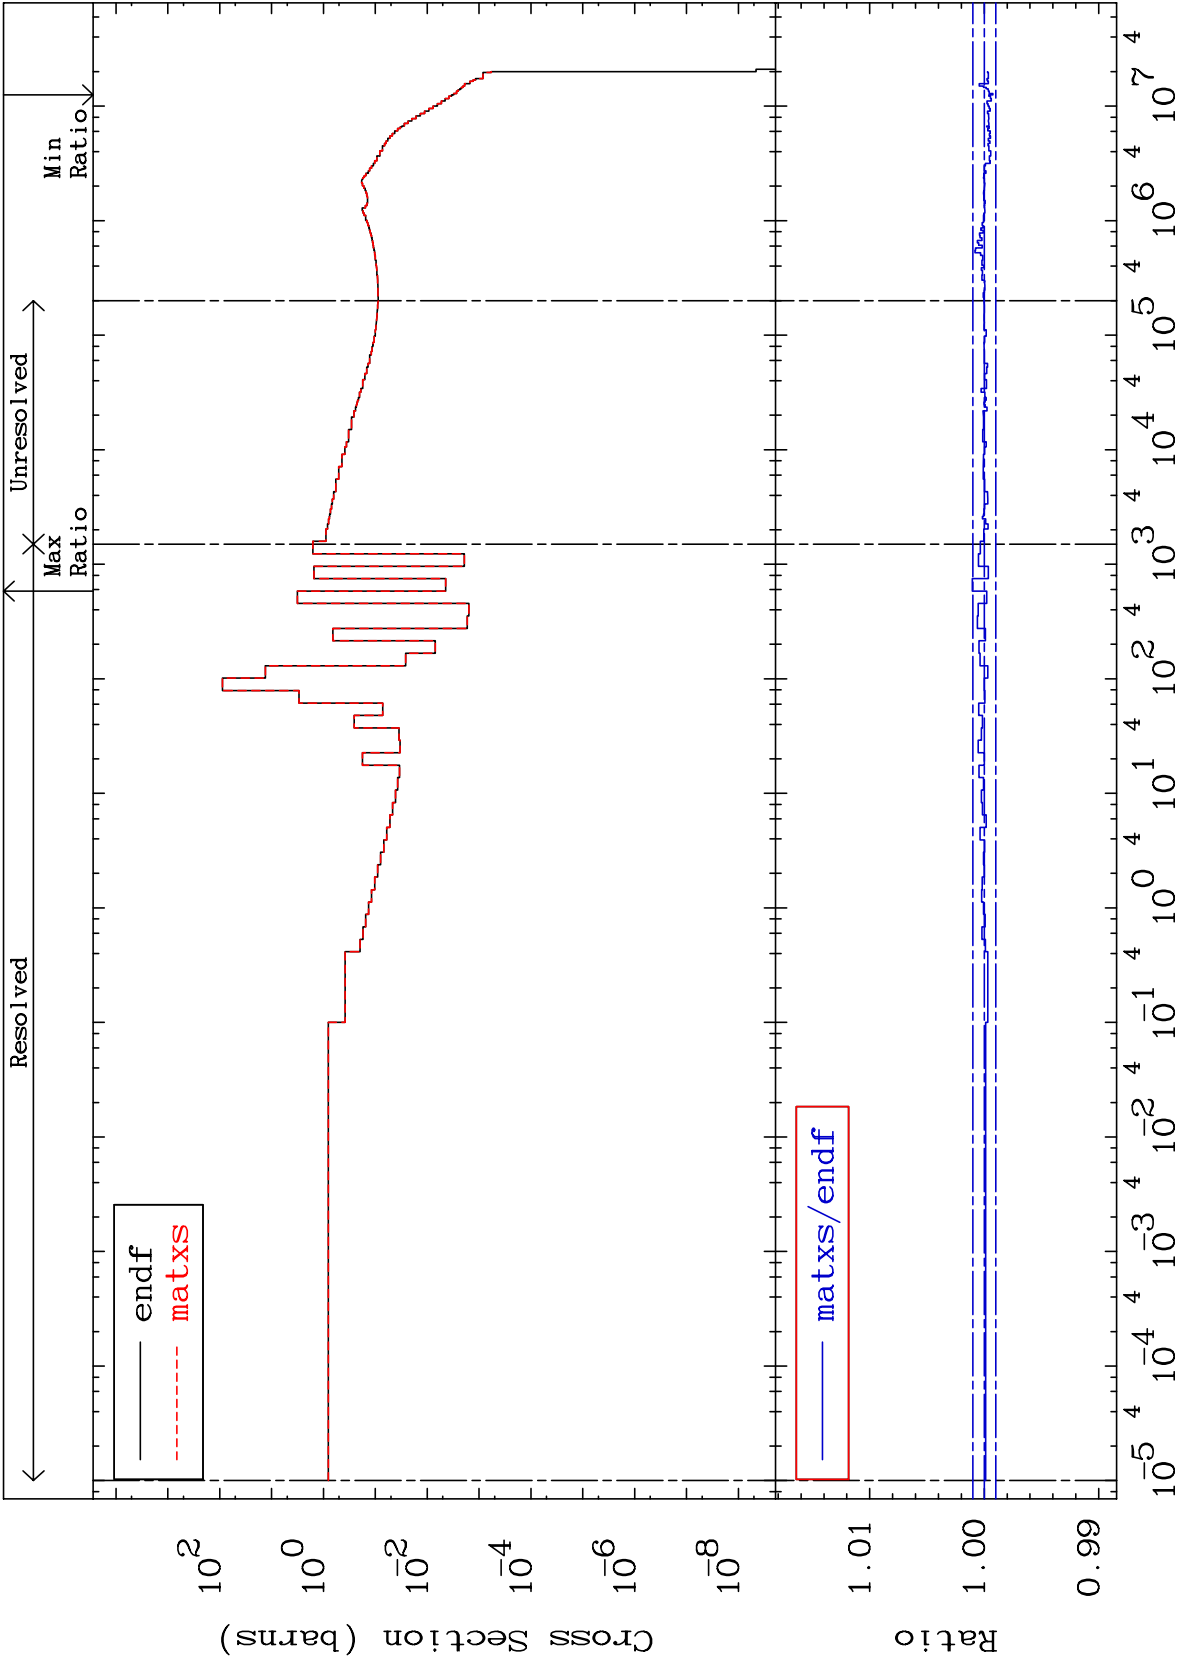 Resolved
Unresolved
Max
Ratio
Min
Ratio
endf
matxs
10^2
10^0
10^-2
10^-4
10^-6
10^-8
Cross Section (barns)
matxs/endf
1.01
1.00
0.99
Ratio
10^-5 4 10^-4 4 10^-3 4 10^-2 4 10^-1 4 10^0 4 10^1 4 10^2 4 10^3 4 10^4 4 10^5 4 10^6 4 10^7 4